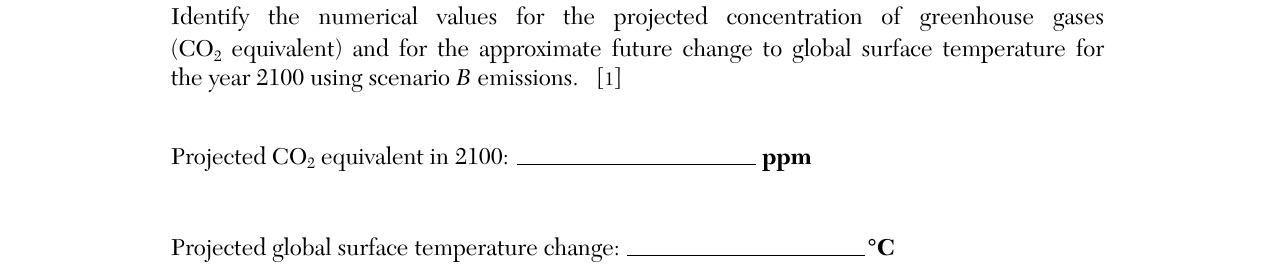 Identify the numerical values for the projected concentration of greenhouse gases
(CO₂ equivalent) and for the approximate future change to global surface temperature for
the year 2100 using scenario B emissions. [1]
Projected CO₂ equivalent in 2100: ____________________ ppm
Projected global surface temperature change: ____________________ °C